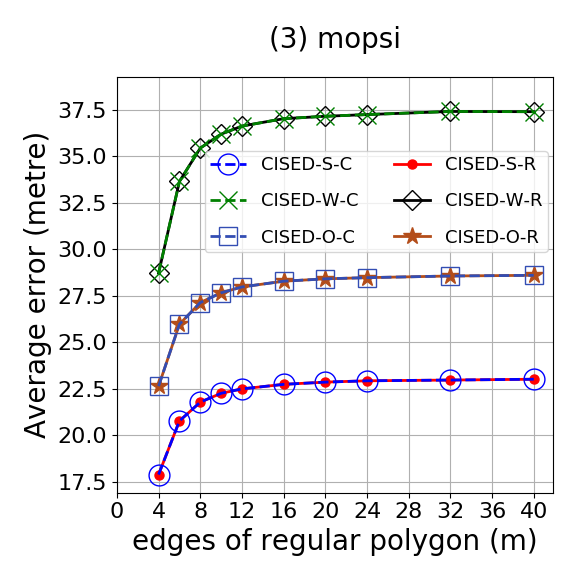 (3) mopsi
Average error (metre)
37.5
35.0
32.5
30.0
27.5
25.0
22.5
20.0
17.5
CISED-S-C CISED-S-R
CISED-W-C CISED-W-R
CISED-O-C CISED-O-R
0 4 8 12 16 20 24 28 32 36 40
edges of regular polygon (m)